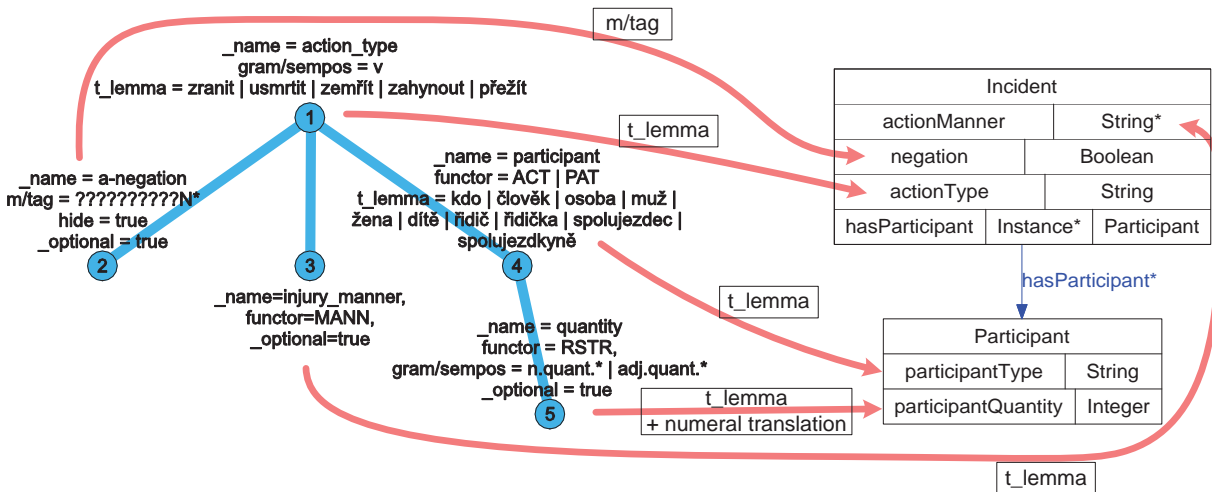 m/tag
_name = action_type
gram/sempos = v
t_lemma = zranit | usmrtit | zemřít | zahynout | přežít
1
t_lemma
_name = a-negation
m/tag = ??????????N*
hide = true
_optional = true
2
_name = participant
functor = ACT | PAT
t_lemma = kdo | člověk | osoba | muž |
žena | dítě | řidič | řidička | spolujezdec |
spolujezdkyně
3
4
_name=injury_manner,
functor=MANN,
_optional=true
_name = quantity
functor = RSTR,
gram/sempos = n.quant.* | adj.quant.*
_optional = true
5
t_lemma
t_lemma
+ numeral translation
t_lemma
Incident
actionManner String*
negation Boolean
actionType String
hasParticipant Instance* Participant
hasParticipant*
Participant
participantType String
participantQuantity Integer